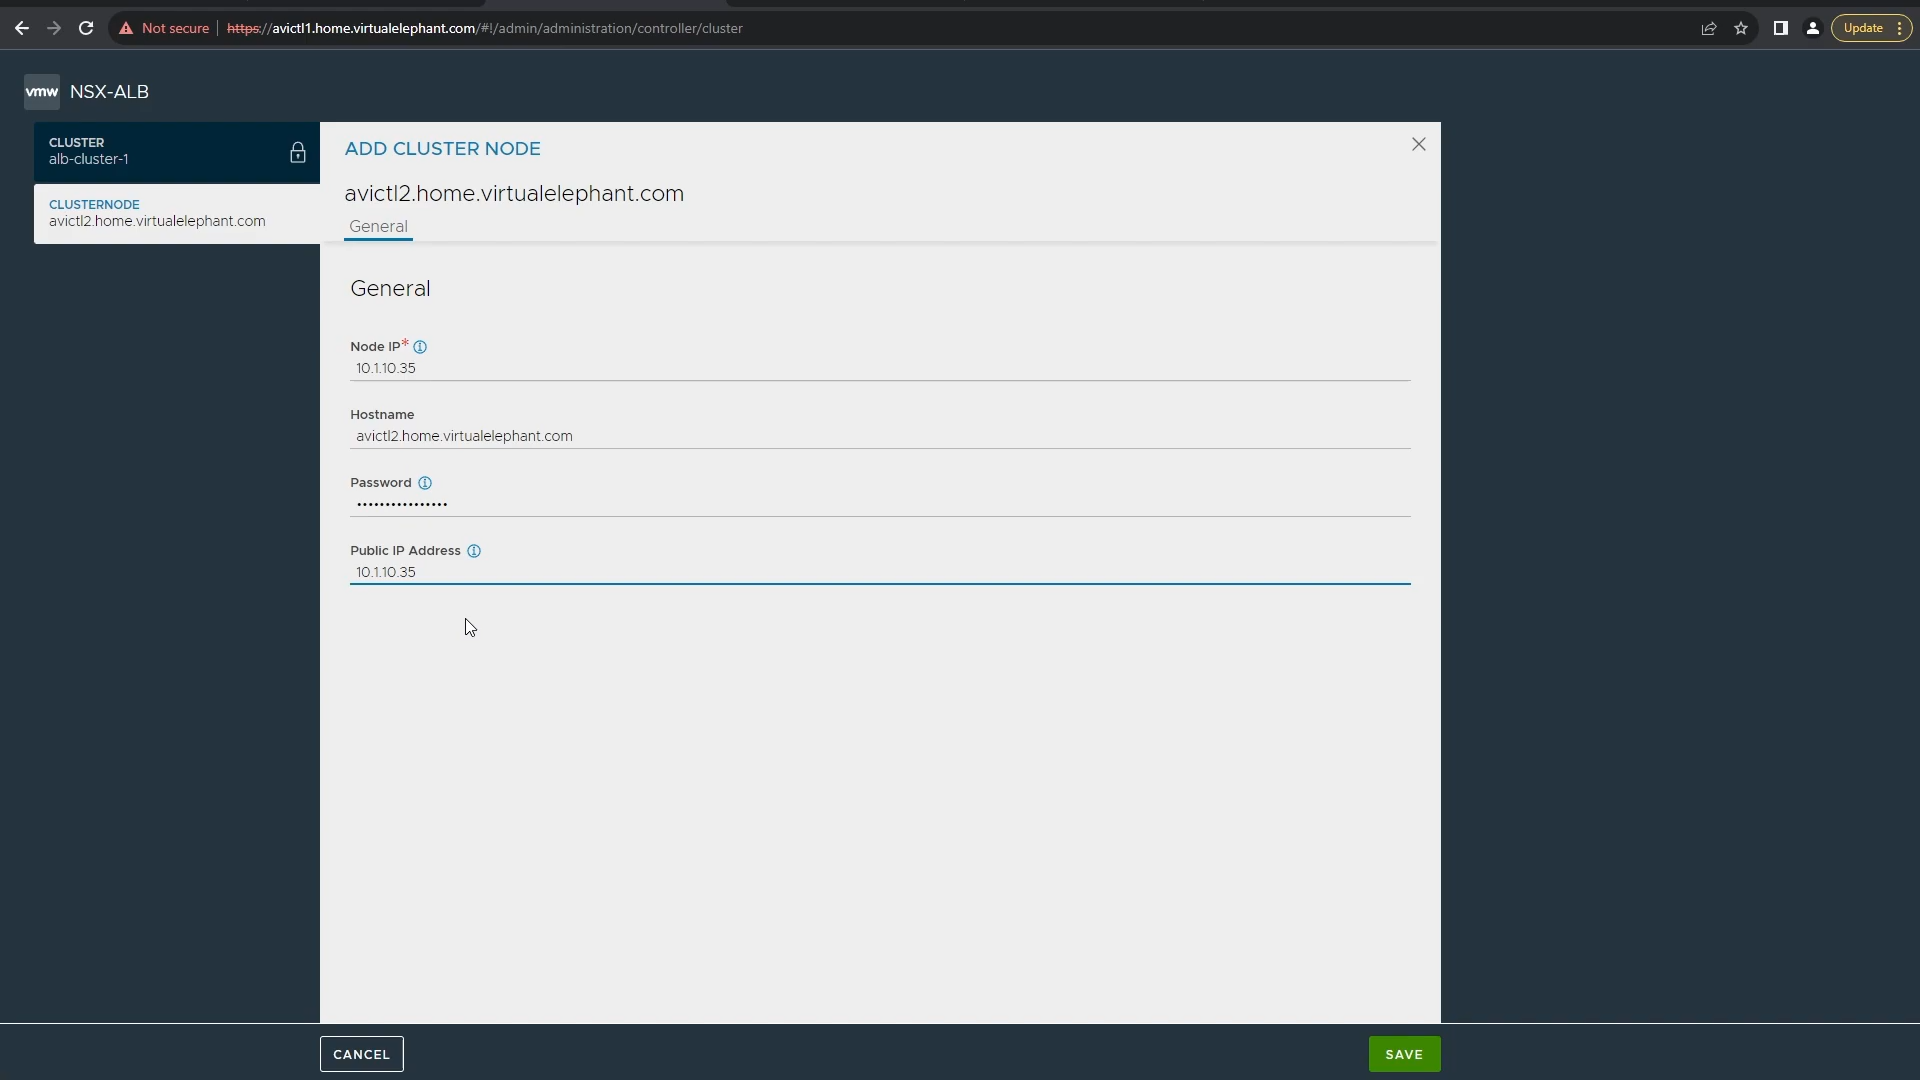 Not secure
https://avictl1.home.virtualelephant.com/#!/admin/administration/controller/cluster
Update
vmw NSX-ALB
CLUSTER
alb-cluster-1
CLUSTERNODE
avictl2.home.virtualelephant.com
ADD CLUSTER NODE
avictl2.home.virtualelephant.com
General
General
Node IP*
10.1.10.35
Hostname
avictl2.home.virtualelephant.com
Password
••••••••••••••••
Public IP Address
10.1.10.35
CANCEL
SAVE